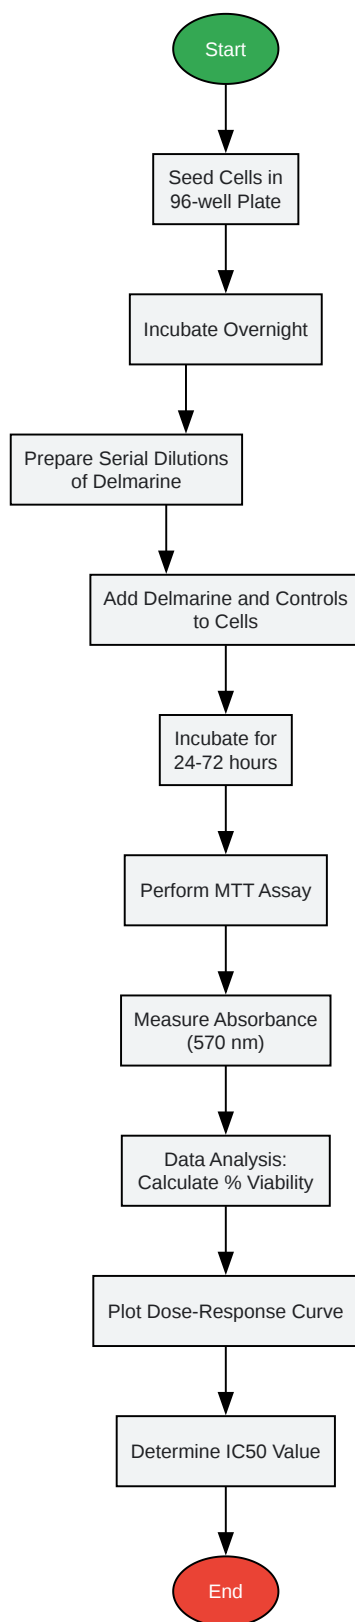 Start
Seed Cells in
96-well Plate
Incubate Overnight
Prepare Serial Dilutions
of Delmarine
Add Delmarine and Controls
to Cells
Incubate for
24-72 hours
Perform MTT Assay
Measure Absorbance
(570 nm)
Data Analysis:
Calculate % Viability
Plot Dose-Response Curve
Determine IC50 Value
End